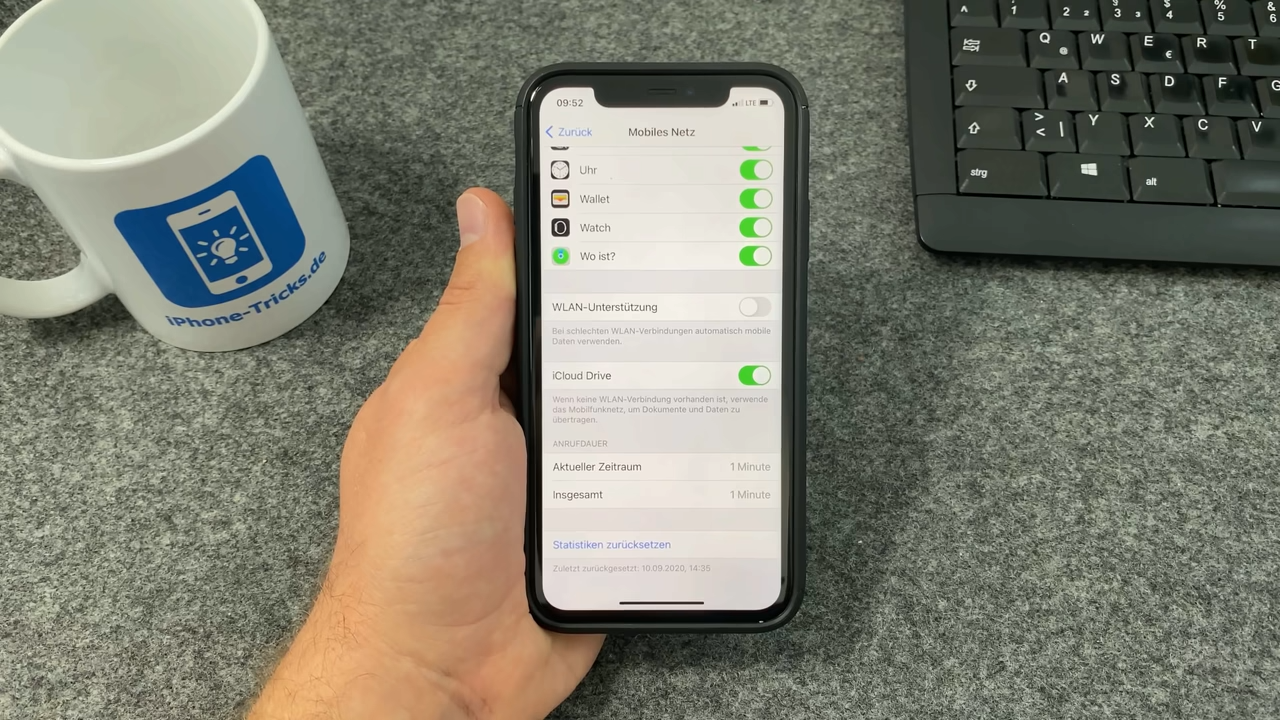 iPhone-Tricks.de
09:52
LTE
Zurück
Mobiles Netz
Uhr
Wallet
Watch
Wo ist?
WLAN-Unterstützung
Bei schlechten WLAN-Verbindungen automatisch mobile
Daten verwenden.
iCloud Drive
Wenn keine WLAN-Verbindung vorhanden ist, verwende
das Mobilfunknetz, um Dokumente und Daten zu
übertragen.
ANRUFDAUER
Aktueller Zeitraum 1 Minute
Insgesamt 1 Minute
Statistiken zurücksetzen
Zuletzt zurückgesetzt: 10.09.2020, 14:35
^ 1 2 2 3 3 $ 4 % 5 & 6
Q @ W E € R T
A S D F G
> < | Y X C V
strg alt